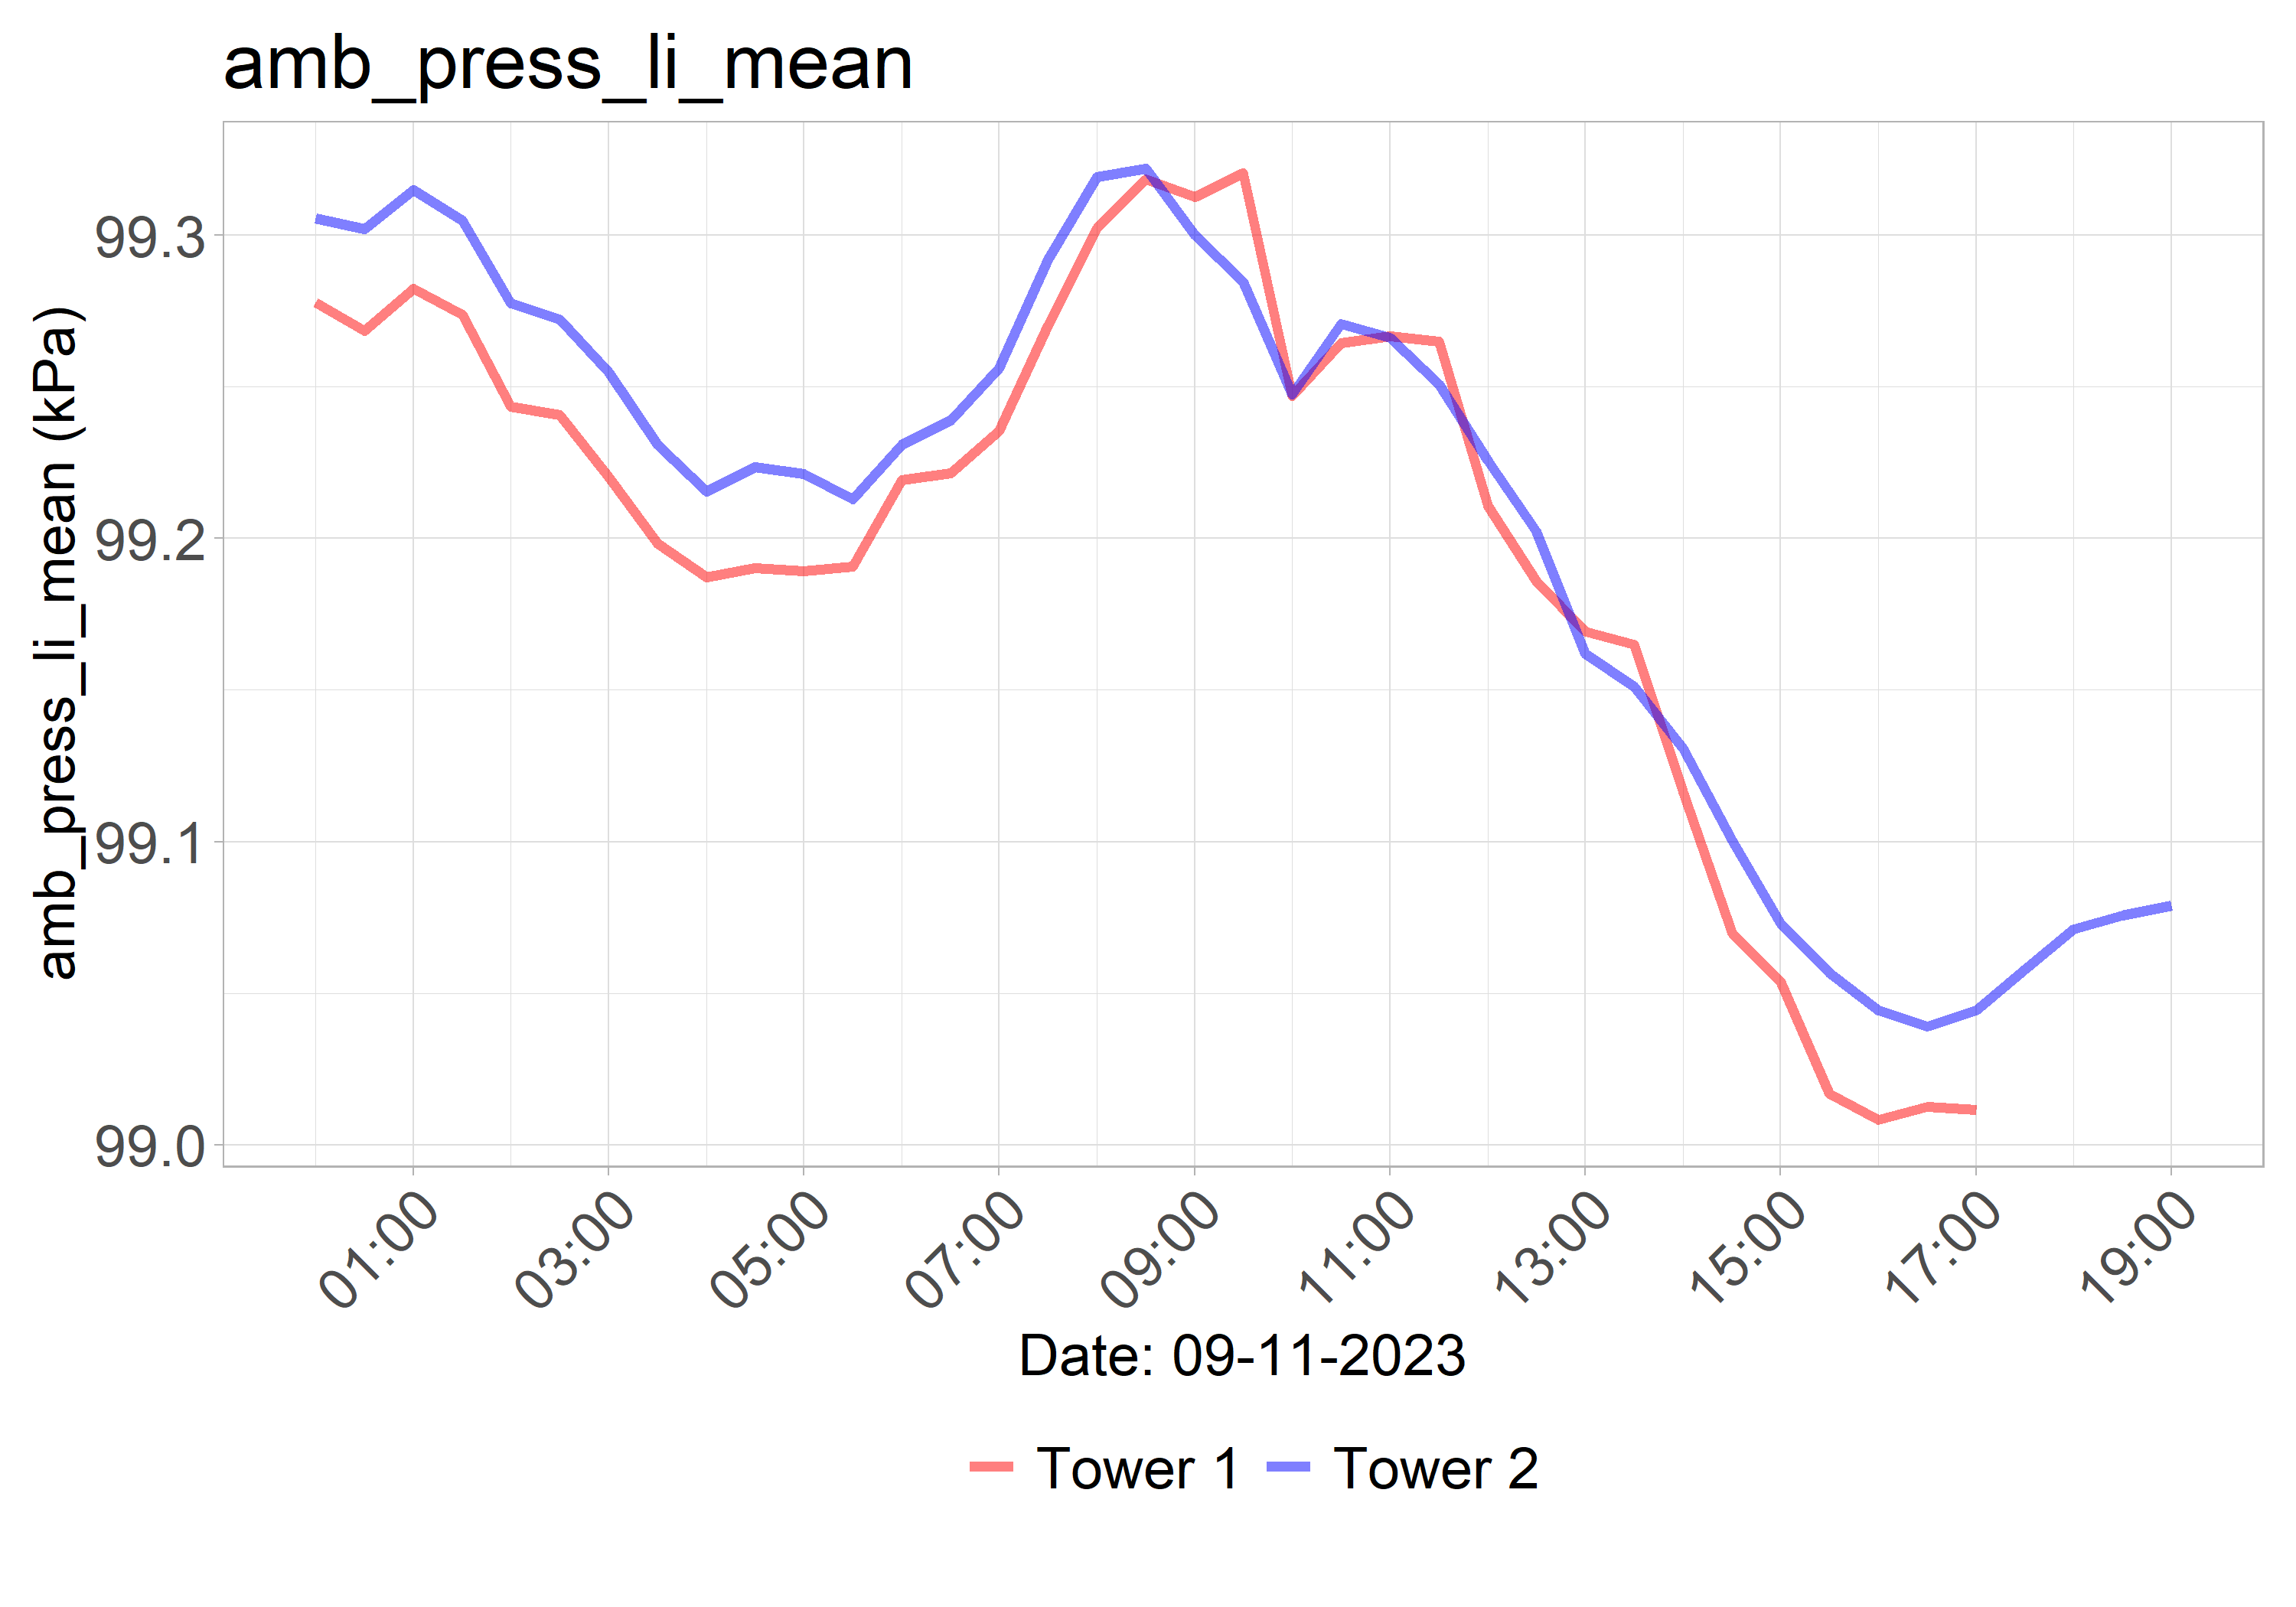 amb_press_li_mean
amb_press_li_mean (kPa)
99.3
99.2
99.1
99.0
01:00
03:00
05:00
07:00
09:00
11:00
13:00
15:00
17:00
19:00
Date: 09-11-2023
Tower 1
Tower 2